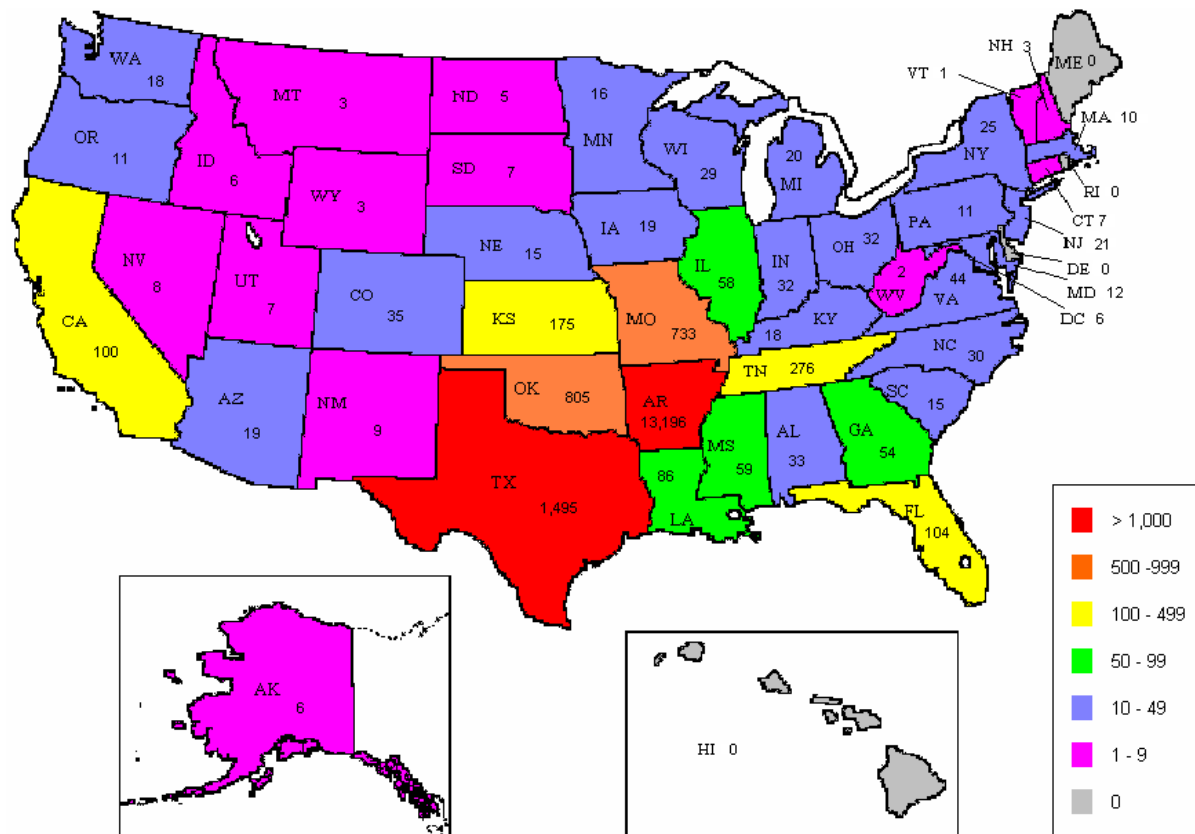 WA 18
OR 11
CA 100
ID 6
NV 8
MT 3
WY 3
UT 7
AZ 19
CO 35
NM 9
ND 5
SD 7
NE 15
KS 175
OK 805
TX 1,495
16 MN
IA 19
MO 733
AR 13,196
86 LA
WI 29
IL 58
20 MI
IN 32
OH 32
18 KY
TN 276
MS 59
AL 33
GA 54
FL 104
SC 15
NC 30
44 VA
2 WV
PA 11
25 NY
VT 1
NH 3
ME 0
MA 10
RI 0
CT 7
NJ 21
DE 0
MD 12
DC 6
AK 6
HI 0
> 1,000
500 -999
100 - 499
50 - 99
10 - 49
1 - 9
0